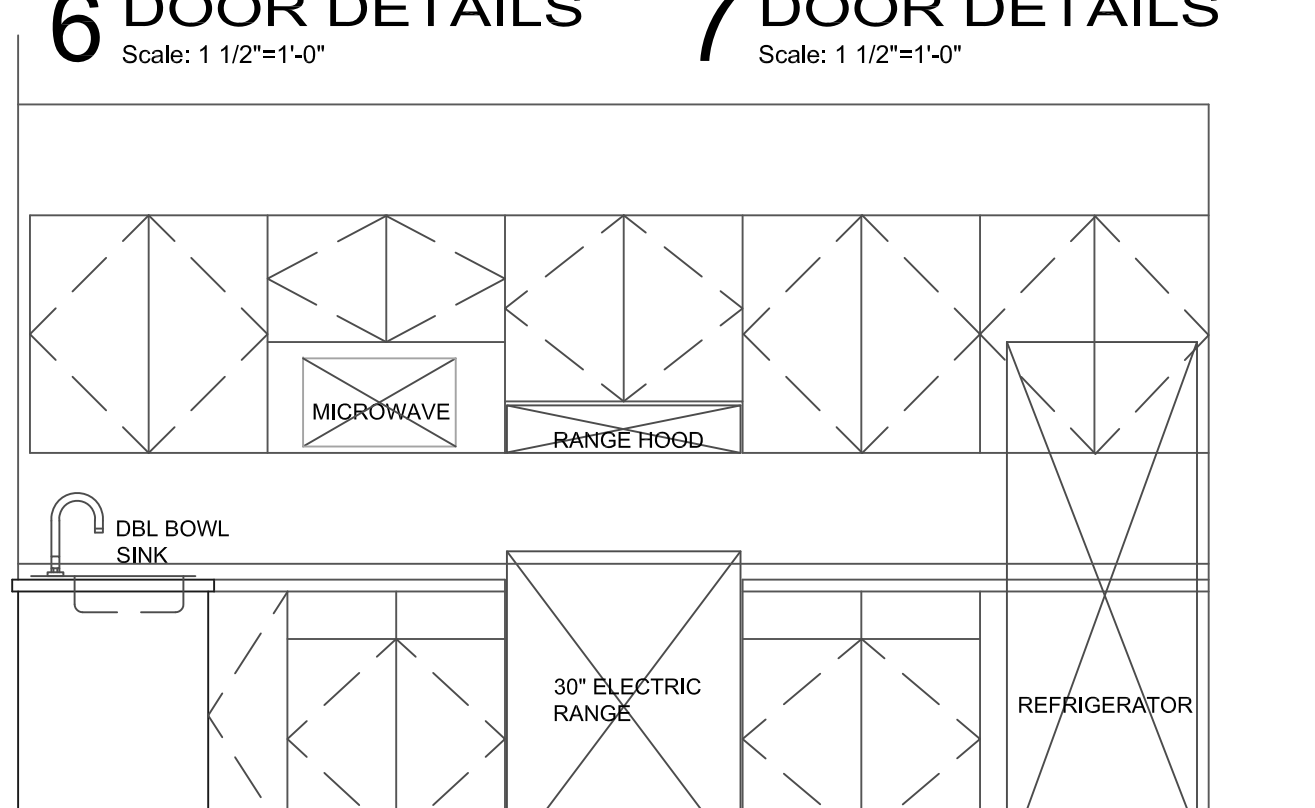 6 DOOR DETAILS
Scale: 1 1/2"=1'-0"
7 DOOR DETAILS
Scale: 1 1/2"=1'-0"
MICROWAVE
RANGE HOOD
DBL BOWL
SINK
30" ELECTRIC
RANGE
REFRIGERATOR